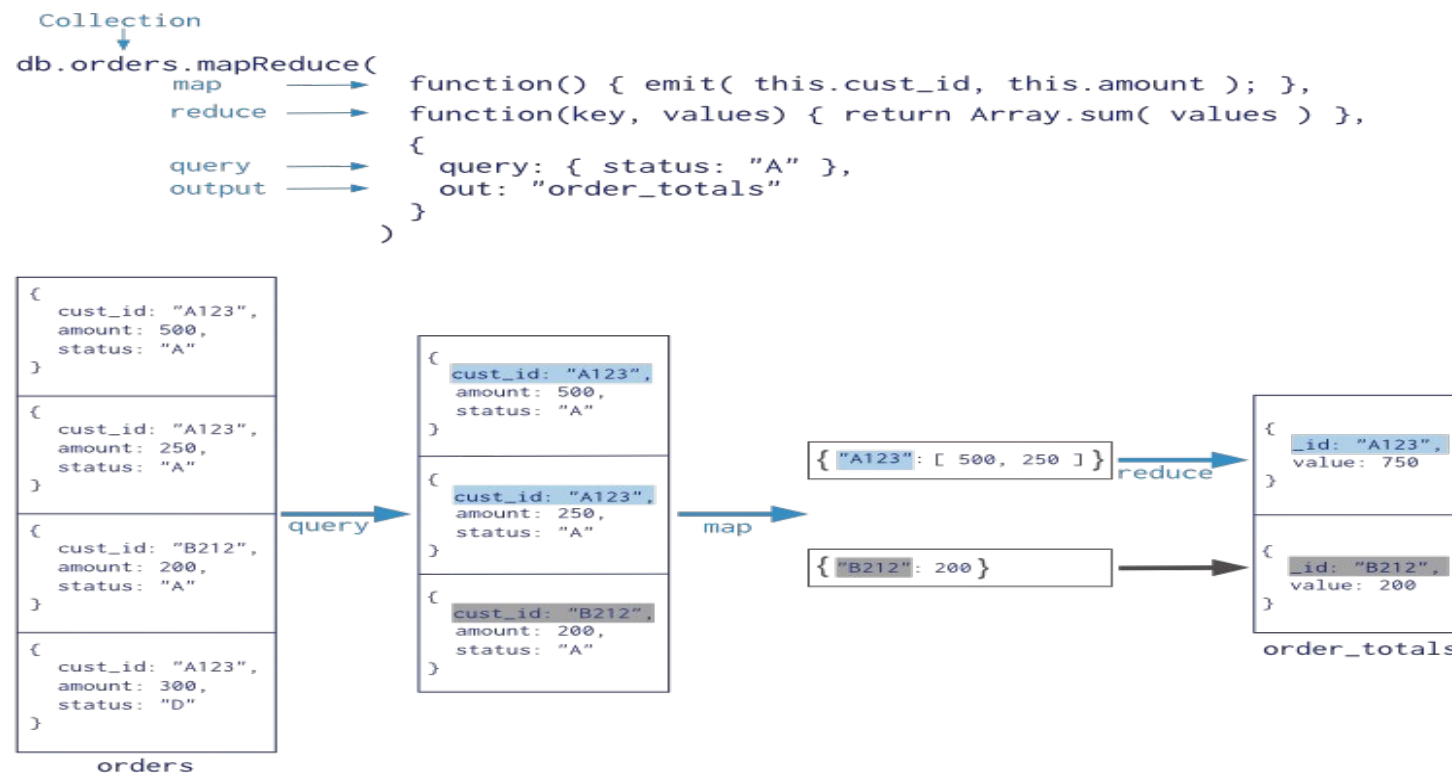 Collection
db.orders.mapReduce(
map function() { emit( this.cust_id, this.amount ); },
reduce function(key, values) { return Array.sum( values ) },
{
query query: { status: "A" },
output out: "order_totals"
}
)
{
cust_id: "A123",
amount: 500,
status: "A"
}
{
cust_id: "A123",
amount: 250,
status: "A"
}
{
cust_id: "B212",
amount: 200,
status: "A"
}
{
cust_id: "A123",
amount: 300,
status: "D"
}
orders
query
{
cust_id: "A123",
amount: 500,
status: "A"
}
{
cust_id: "A123",
amount: 250,
status: "A"
}
{
cust_id: "B212",
amount: 200,
status: "A"
}
map
{ "A123": [ 500, 250 ] }
{ "B212": 200 }
reduce
{
_id: "A123",
value: 750
}
{
_id: "B212",
value: 200
}
order_totals